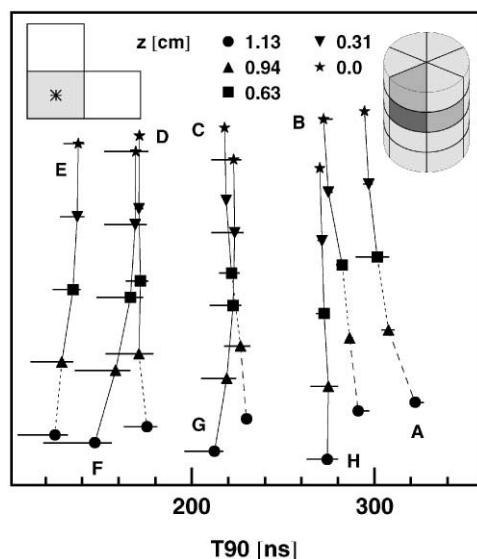 z [cm]
● 1.13
▼ 0.31
▲ 0.94
★ 0.0
■ 0.63
D
C
B
E
G
A
F
H
200
300
T90 [ns]